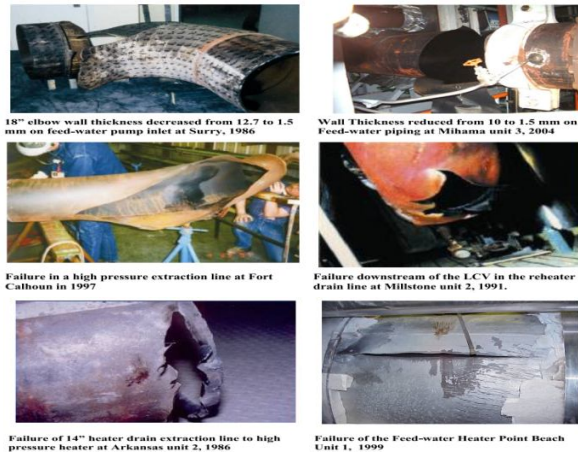 18” elbow wall thickness decreased from 12.7 to 1.5
mm on feed-water pump inlet at Surry, 1986
Wall Thickness reduced from 10 to 1.5 mm on
Feed-water piping at Mihama unit 3, 2004
Failure in a high pressure extraction line at Fort
Calhoun in 1997
Failure downstream of the LCV in the reheater
drain line at Millstone unit 2, 1991.
Failure of 14” heater drain extraction line to high
pressure heater at Arkansas unit 2, 1986
Failure of the Feed-water Heater Point Beach
Unit 1,  1999